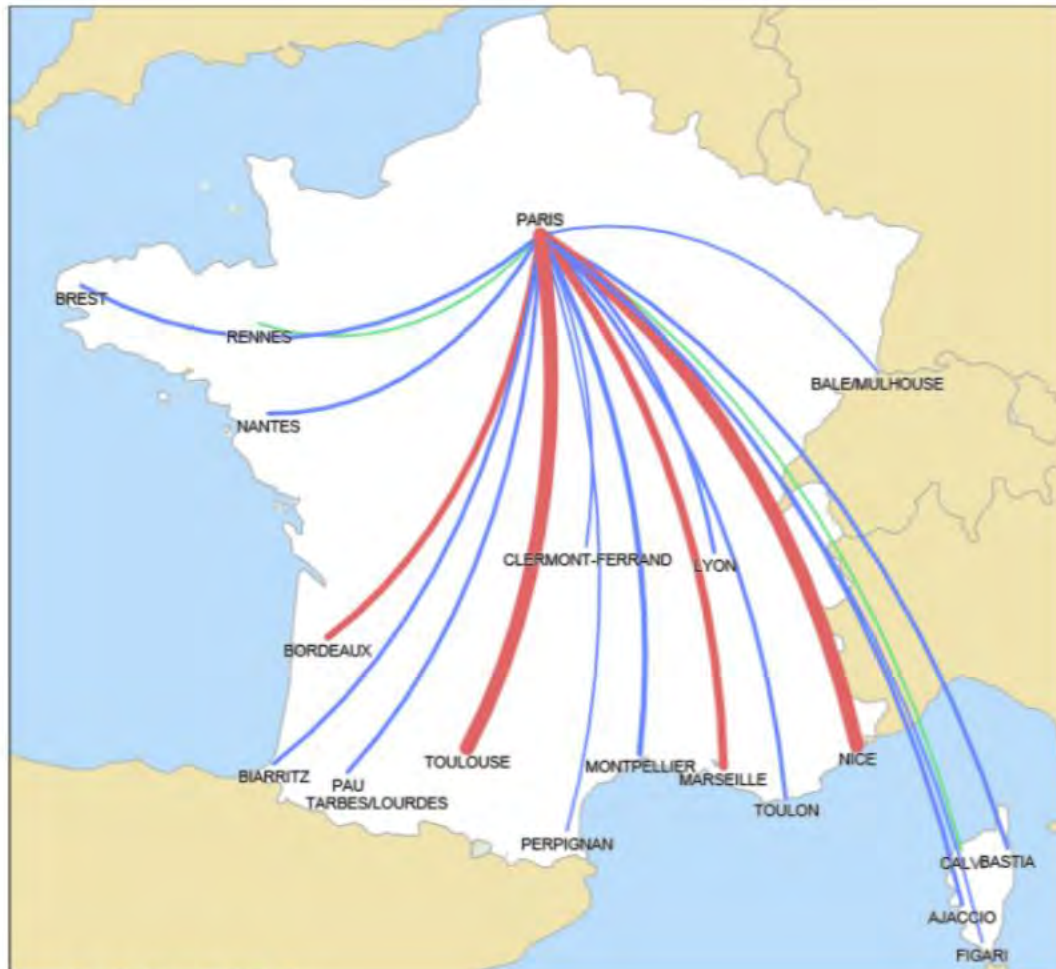 PARIS
BREST
RENNES
BALE/MULHOUSE
NANTES
CLERMONT-FERRAND
LYON
BORDEAUX
TOULOUSE
MONTPELLIER
NICE
BIARRITZ
PAU
MARSEILLE
TARBES/LOURDES
TOULON
PERPIGNAN
BASTIA
AJACCIO
FIGARI